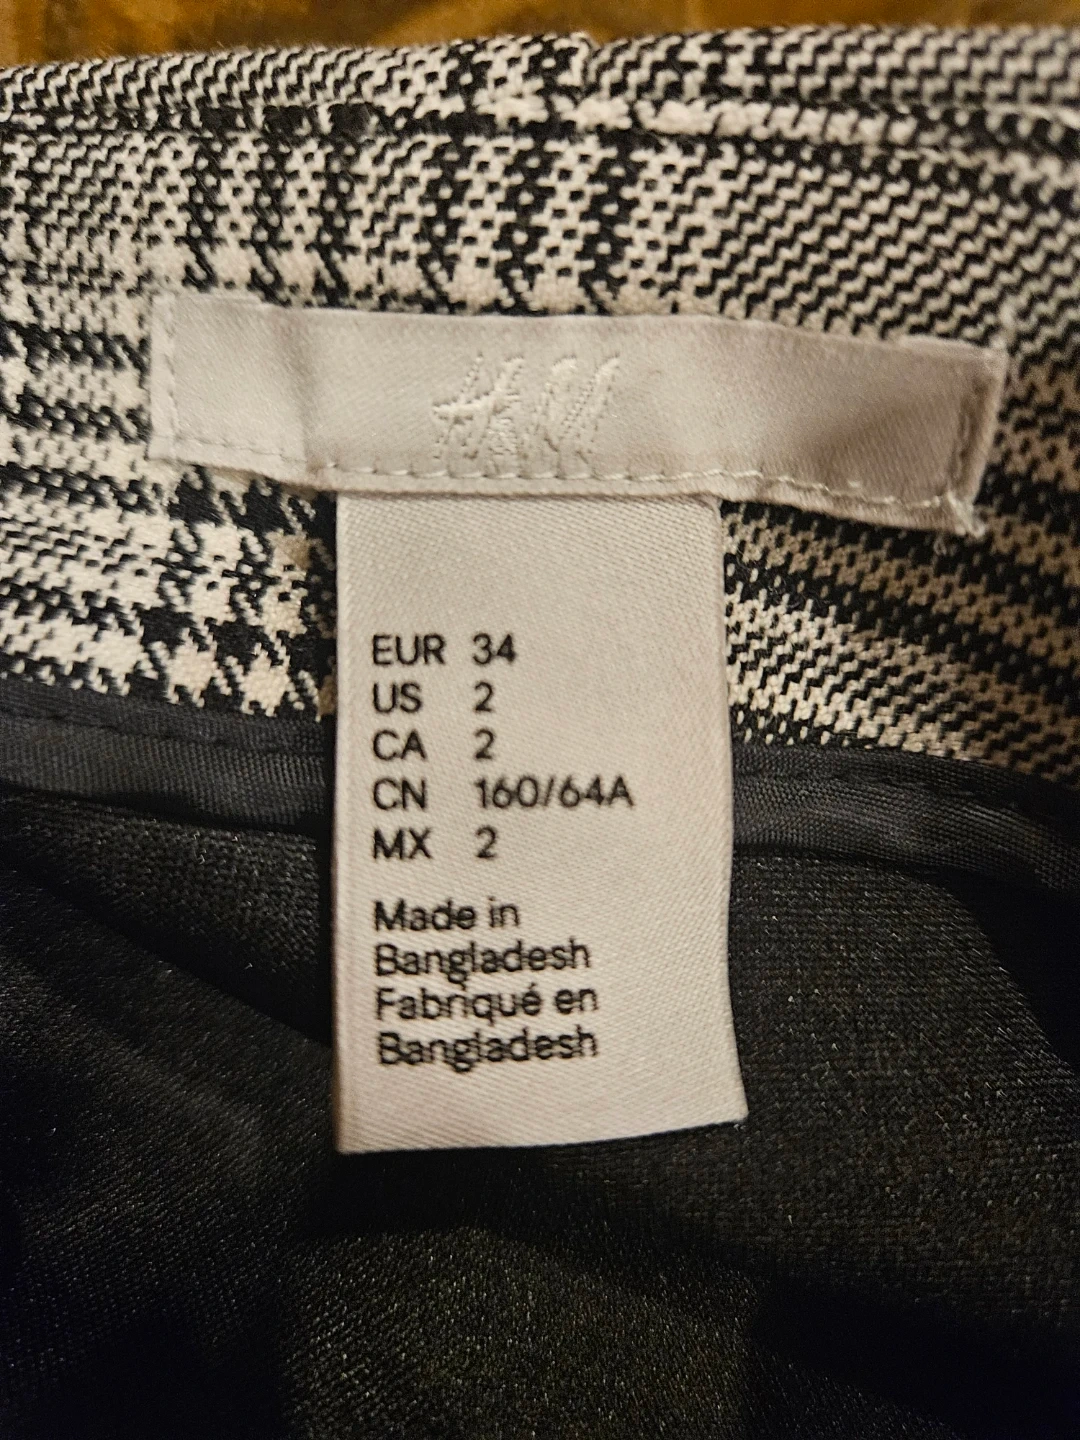 H&M
EUR 34
US 2
CA 2
CN 160/64A
MX 2
Made in
Bangladesh
Fabriqué en
Bangladesh